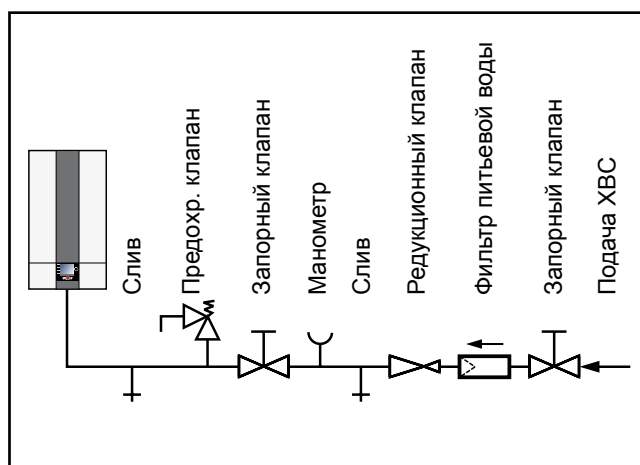 Слив
Предохр. клапан
Запорный клапан
Манометр
Слив
Редукционный клапан
Фильтр питьевой воды
Запорный клапан
Подача ХВС